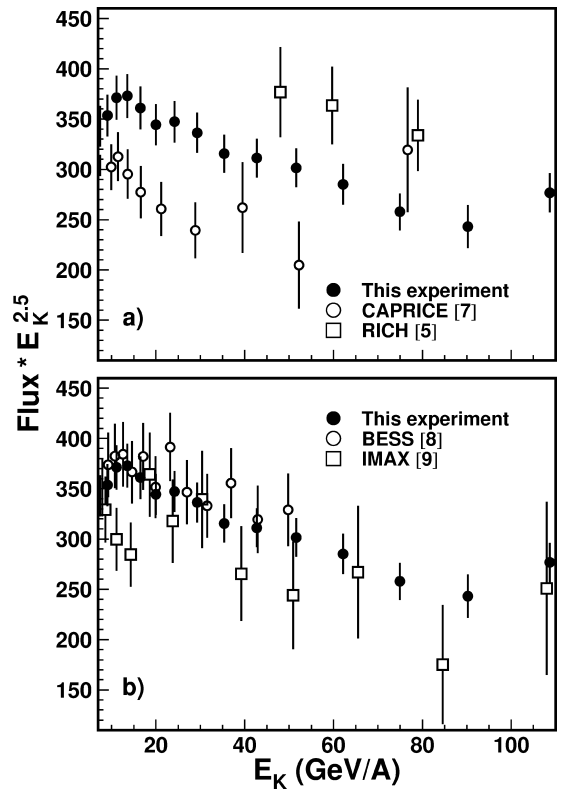 450
400
350
300
250
200
150
a)
This experiment
CAPRICE [7]
RICH [5]
Flux * E_K^2.5
450
400
350
300
250
200
150
b)
This experiment
BESS [8]
IMAX [9]
20 40 60 80 100
E_K (GeV/A)